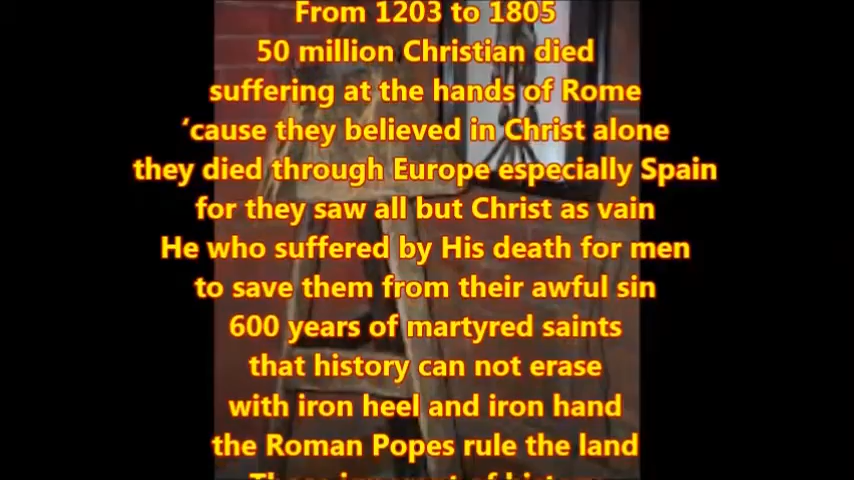 From 1203 to 1805
50 million Christian died
suffering at the hands of Rome
‘cause they believed in Christ alone
they died through Europe especially Spain
for they saw all but Christ as vain
He who suffered by His death for men
to save them from their awful sin
600 years of martyred saints
that history can not erase
with iron heel and iron hand
the Roman Popes rule the land